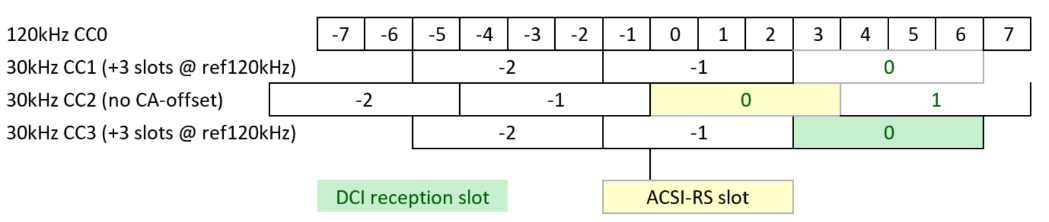 120kHz CC0 -7 -6 -5 -4 -3 -2 -1 0 1 2 3 4 5 6 7
30kHz CC1 (+3 slots @ ref120kHz) -2 -1 0
30kHz CC2 (no CA-offset) -2 -1 0 1
30kHz CC3 (+3 slots @ ref120kHz) -2 -1 0
DCI reception slot ACSI-RS slot